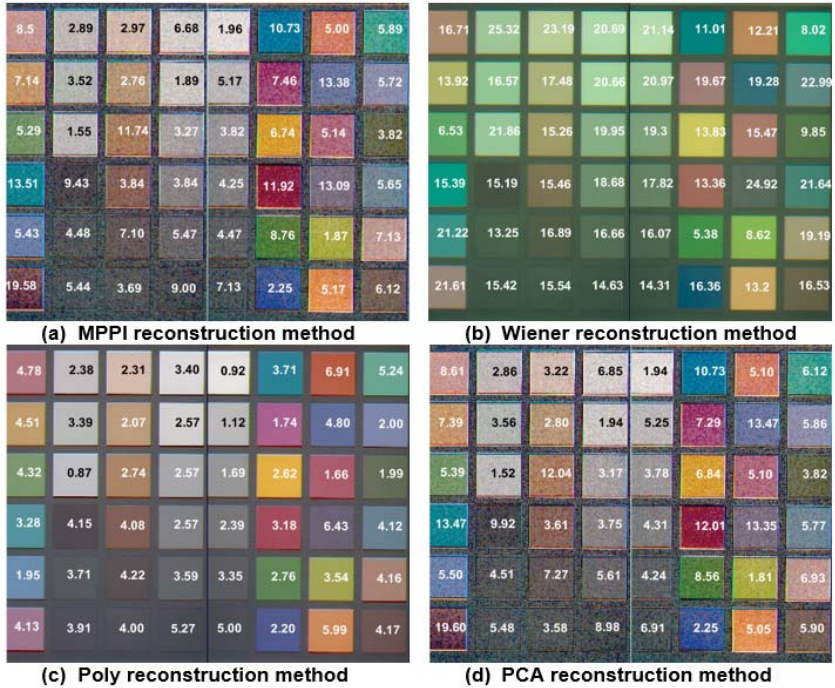 8.5 2.89 2.97 6.68 1.96 10.73 5.00 5.89
7.14 3.52 2.76 1.89 5.17 7.46 13.38 5.72
5.29 1.55 11.74 3.27 3.82 6.74 5.14 3.82
13.51 9.43 3.84 3.84 4.25 11.92 13.09 5.65
5.43 4.48 7.10 5.47 4.47 8.76 1.87 7.13
19.58 5.44 3.69 9.00 7.13 2.25 5.17 6.12
(a) MPPI reconstruction method
16.71 25.32 23.19 20.69 21.14 11.01 12.21 8.02
13.92 16.57 17.48 20.66 20.97 19.67 19.28 22.99
6.53 21.86 15.26 19.95 19.3 13.83 15.47 9.85
15.39 15.19 15.46 18.68 17.82 13.36 24.92 21.64
21.22 13.25 16.89 16.66 16.07 5.38 8.62 19.19
21.61 15.42 15.54 14.63 14.31 16.36 13.2 16.53
(b) Wiener reconstruction method
4.78 2.38 2.31 3.40 0.92 3.71 6.91 5.24
4.51 3.39 2.07 2.57 1.12 1.74 4.80 2.00
4.32 0.87 2.74 2.57 1.69 2.62 1.66 1.99
3.28 4.15 4.08 2.57 2.39 3.18 6.43 4.12
1.95 3.71 4.22 3.59 3.35 2.76 3.54 4.16
4.13 3.91 4.00 5.27 5.00 2.20 5.99 4.17
(c) Poly reconstruction method
8.61 2.86 3.22 6.85 1.94 10.73 5.10 6.12
7.39 3.56 2.80 1.94 5.25 7.29 13.47 5.86
5.39 1.52 12.04 3.17 3.78 6.84 5.10 3.82
13.47 9.92 3.61 3.75 4.31 12.01 13.35 5.77
5.50 4.51 7.27 5.61 4.24 8.56 1.81 6.93
19.60 5.48 3.58 8.98 6.91 2.25 5.05 5.90
(d) PCA reconstruction method